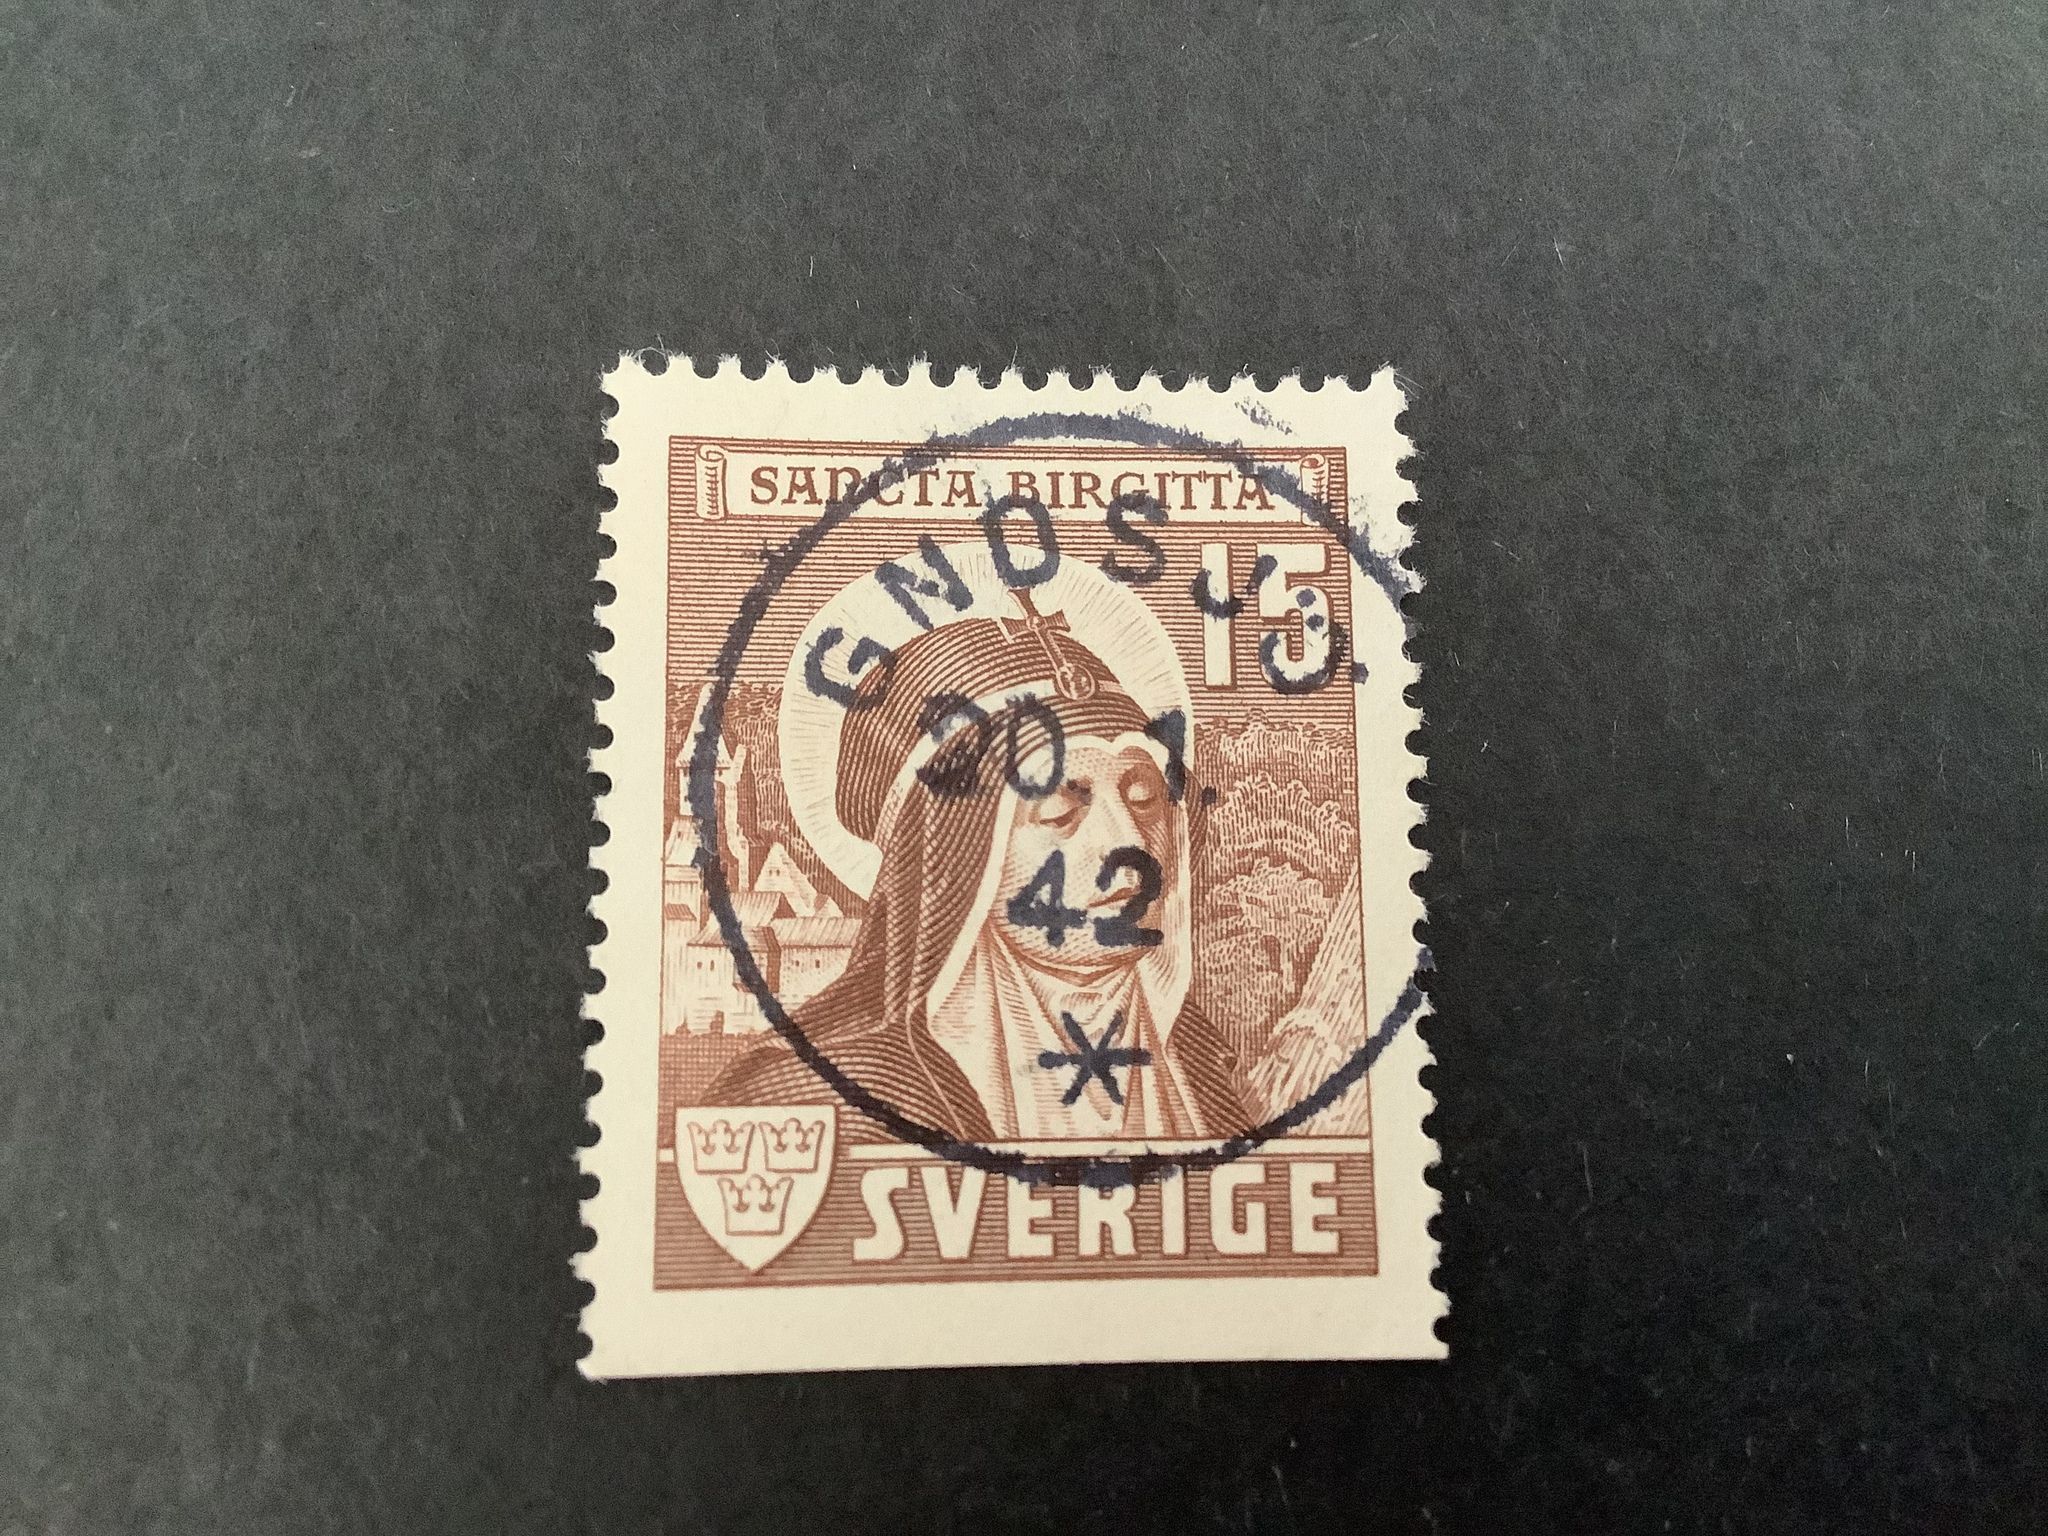 SANCTA BIRGITTA
15
GNOSJÖ
20.1.
42
*
SVERIGE